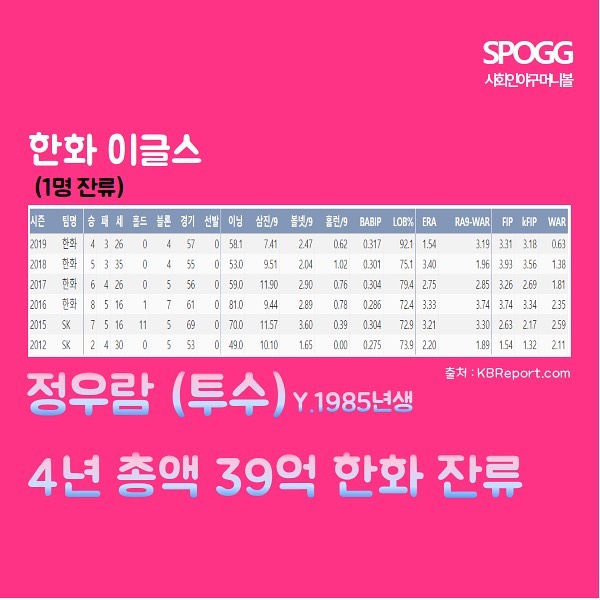 SPOGG
사회인야구머니볼
한화 이글스
(1명 잔류)
시즌 팀명 승 패 세 홀드 블론 경기 선발 이닝 삼진/9 볼넷/9 홈런/9 BABIP LOB% ERA RA9-WAR FIP kFIP WAR
2019 한화 4 3 26 0 4 57 0 58.1 7.41 2.47 0.62 0.317 92.1 1.54 3.19 3.31 3.18 0.63
2018 한화 5 3 35 0 4 55 0 53.0 9.51 2.04 1.02 0.301 75.1 3.40 1.96 3.93 3.56 1.38
2017 한화 6 4 26 0 5 56 0 59.0 11.90 2.90 0.76 0.304 79.4 2.75 2.85 3.26 2.69 1.81
2016 한화 8 5 16 1 7 61 0 81.0 9.44 2.89 0.78 0.286 72.4 3.33 3.74 3.74 3.34 2.35
2015 SK 7 5 16 11 5 69 0 70.0 11.57 3.60 0.39 0.304 72.9 3.21 3.30 2.63 2.17 2.59
2012 SK 2 4 30 0 5 53 0 49.0 10.10 1.65 0.00 0.275 73.9 2.20 1.89 1.54 1.32 2.11
출처 : KBReport.com
정우람 (투수) Y.1985년생
4년 총액 39억 한화 잔류